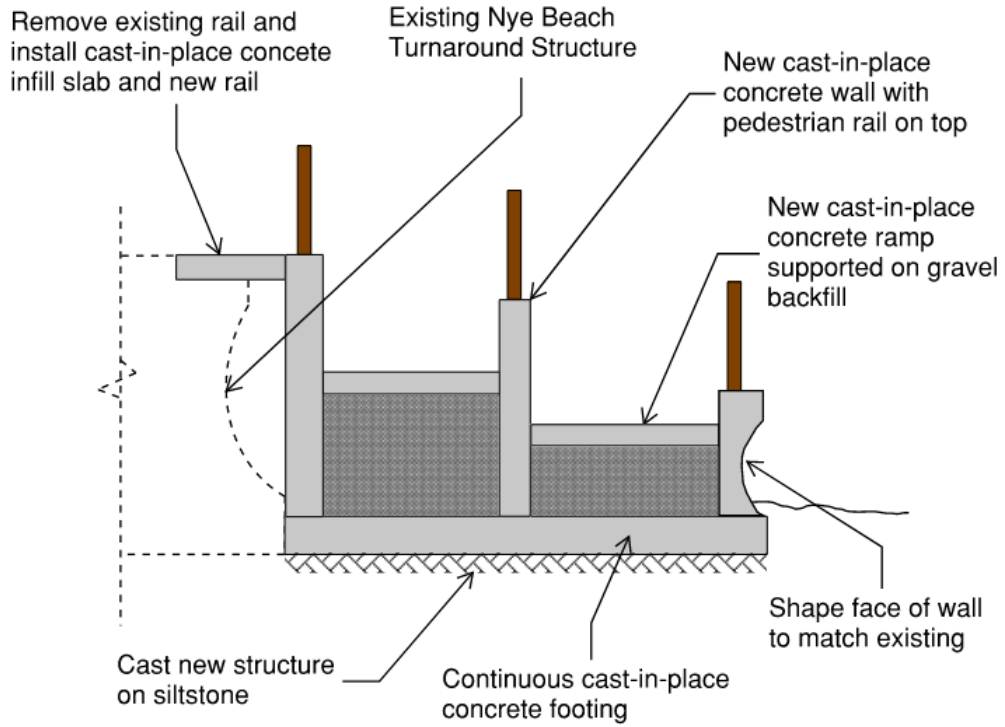 Remove existing rail and
install cast-in-place concete
infill slab and new rail
Existing Nye Beach
Turnaround Structure
New cast-in-place
concrete wall with
pedestrian rail on top
New cast-in-place
concrete ramp
supported on gravel
backfill
Shape face of wall
to match existing
Cast new structure
on siltstone
Continuous cast-in-place
concrete footing